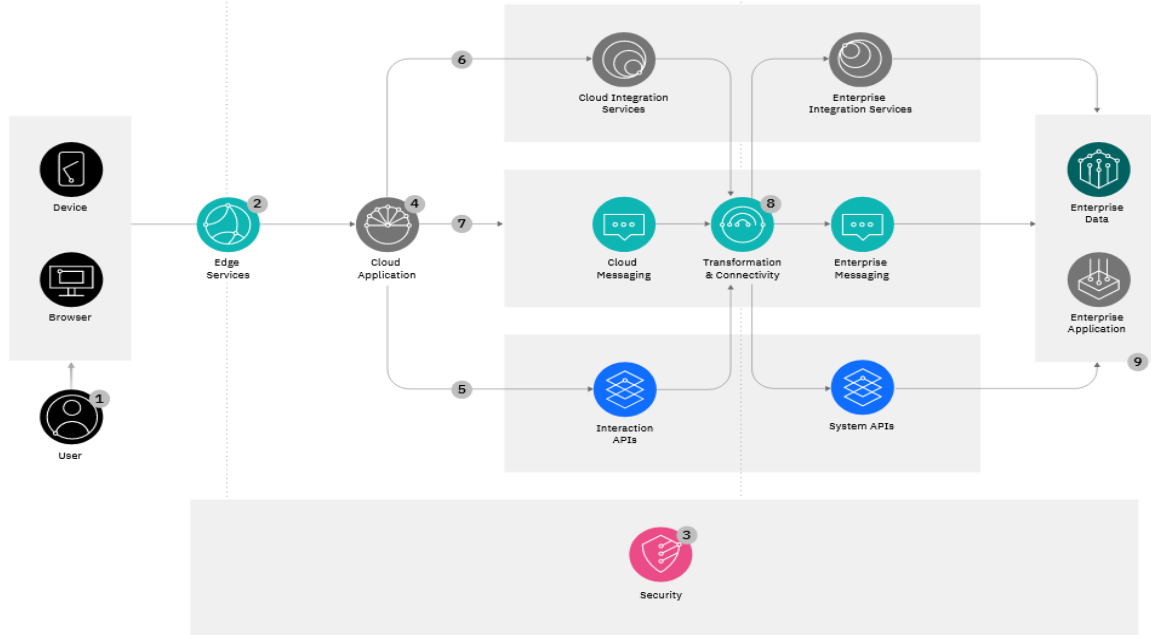 6
Cloud Integration
Services
Enterprise
Integration Services
Device
Browser
1
User
2
Edge
Services
4
Cloud
Application
7
Cloud
Messaging
8
Transformation
& Connectivity
Enterprise
Messaging
Enterprise
Data
Enterprise
Application
9
5
Interaction
APIs
System APIs
3
Security